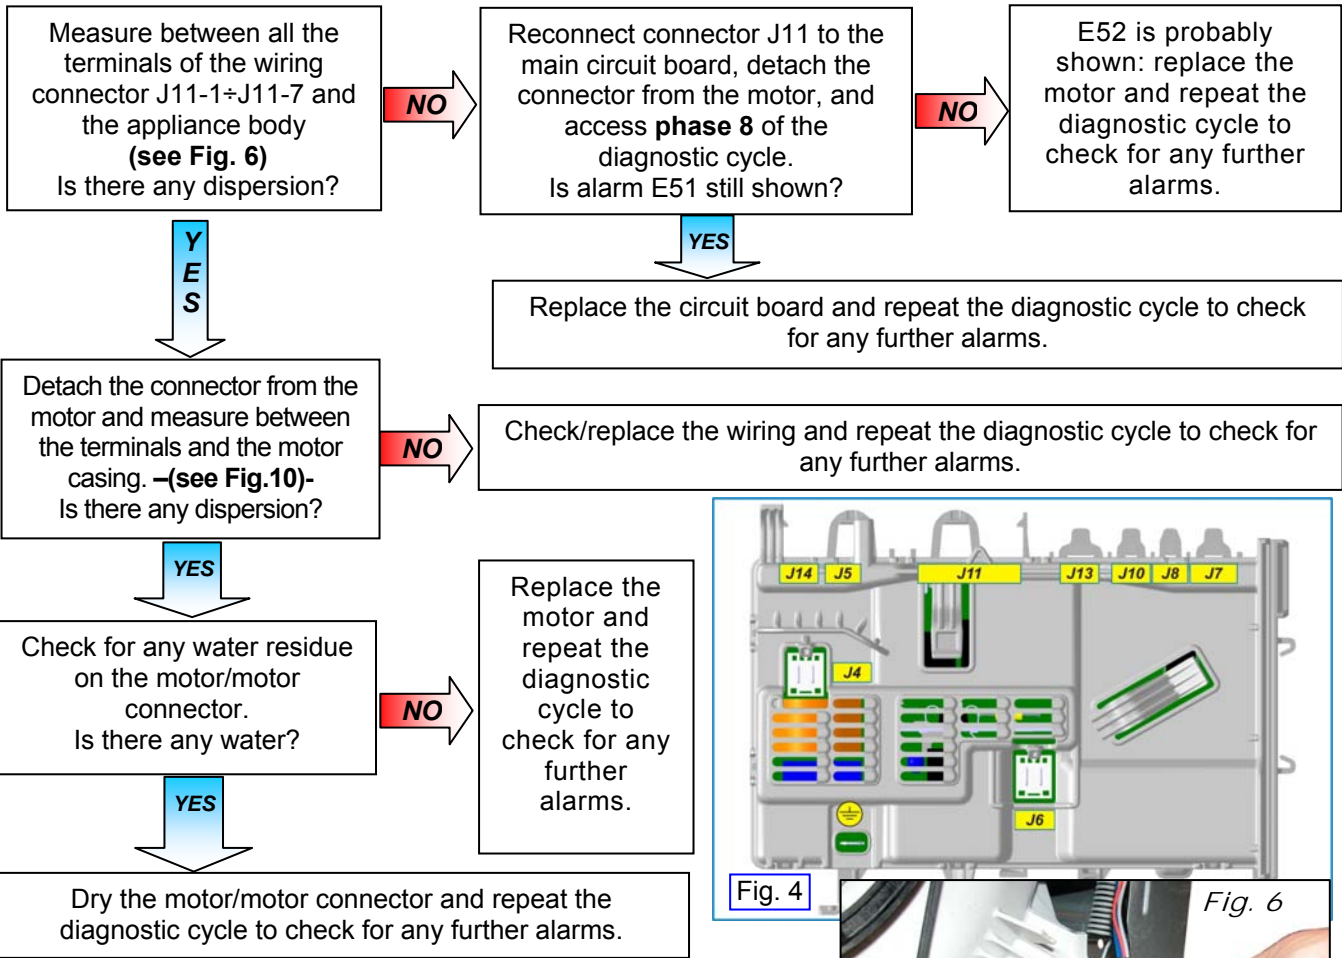 Measure between all the
terminals of the wiring
connector J11-1÷J11-7 and
the appliance body
(see Fig. 6)
Is there any dispersion?
NO
Reconnect connector J11 to the
main circuit board, detach the
connector from the motor, and
access phase 8 of the
diagnostic cycle.
Is alarm E51 still shown?
NO
E52 is probably
shown: replace the
motor and repeat the
diagnostic cycle to
check for any further
alarms.
Y
E
S
YES
Replace the circuit board and repeat the diagnostic cycle to check
for any further alarms.
Detach the connector from the
motor and measure between
the terminals and the motor
casing. –(see Fig.10)-
Is there any dispersion?
NO
Check/replace the wiring and repeat the diagnostic cycle to check for
any further alarms.
YES
Check for any water residue
on the motor/motor
connector.
Is there any water?
NO
Replace the
motor and
repeat the
diagnostic
cycle to
check for any
further
alarms.
YES
Dry the motor/motor connector and repeat the
diagnostic cycle to check for any further alarms.
J14 J5 J11 J13 J10 J8 J7
J4
J6
Fig. 4
Fig. 6